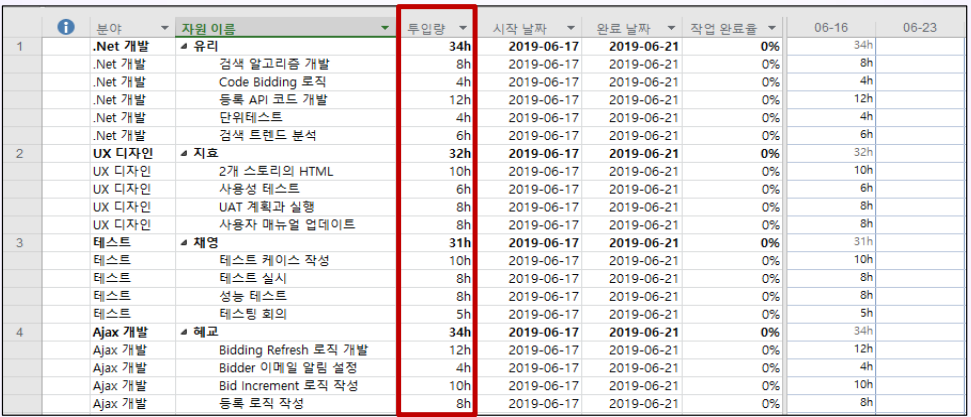 분야 자원 이름 투입량 시작 날짜 완료 날짜 작업 완료율 06-16 06-23
1 .Net 개발 유리 34h 2019-06-17 2019-06-21 0% 34h
.Net 개발 검색 알고리즘 개발 8h 2019-06-17 2019-06-21 0% 8h
.Net 개발 Code Bidding 로직 4h 2019-06-17 2019-06-21 0% 4h
.Net 개발 등록 API 코드 개발 12h 2019-06-17 2019-06-21 0% 12h
.Net 개발 단위테스트 4h 2019-06-17 2019-06-21 0% 4h
.Net 개발 검색 트렌드 분석 6h 2019-06-17 2019-06-21 0% 6h
2 UX 디자인 지효 32h 2019-06-17 2019-06-21 0% 32h
UX 디자인 2개 스토리의 HTML 10h 2019-06-17 2019-06-21 0% 10h
UX 디자인 사용성 테스트 6h 2019-06-17 2019-06-21 0% 6h
UX 디자인 UAT 계획과 실행 8h 2019-06-17 2019-06-21 0% 8h
UX 디자인 사용자 매뉴얼 업데이트 8h 2019-06-17 2019-06-21 0% 8h
3 테스트 채영 31h 2019-06-17 2019-06-21 0% 31h
테스트 테스트 케이스 작성 10h 2019-06-17 2019-06-21 0% 10h
테스트 테스트 실시 8h 2019-06-17 2019-06-21 0% 8h
테스트 성능 테스트 8h 2019-06-17 2019-06-21 0% 8h
테스트 테스팅 회의 5h 2019-06-17 2019-06-21 0% 5h
4 Ajax 개발 혜교 34h 2019-06-17 2019-06-21 0% 34h
Ajax 개발 Bidding Refresh 로직 개발 12h 2019-06-17 2019-06-21 0% 12h
Ajax 개발 Bidder 이메일 알림 설정 4h 2019-06-17 2019-06-21 0% 4h
Ajax 개발 Bid Increment 로직 작성 10h 2019-06-17 2019-06-21 0% 10h
Ajax 개발 등록 로직 작성 8h 2019-06-17 2019-06-21 0% 8h